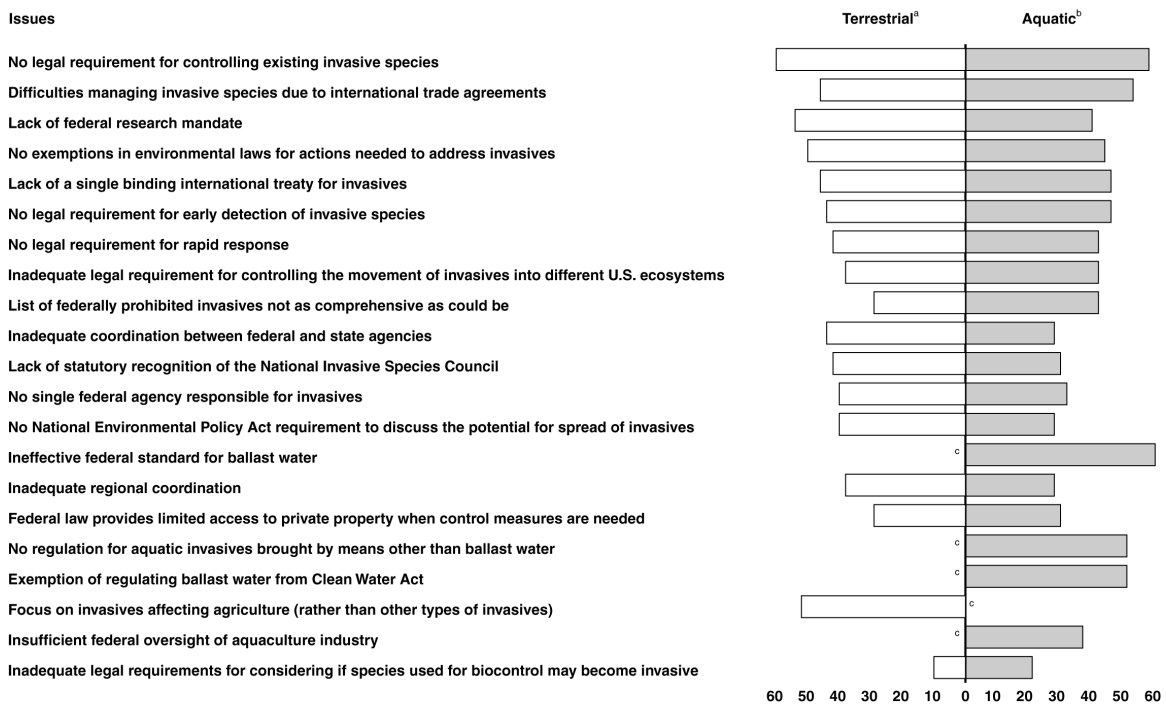 Issues Terrestrial^a Aquatic^b
No legal requirement for controlling existing invasive species
Difficulties managing invasive species due to international trade agreements
Lack of federal research mandate
No exemptions in environmental laws for actions needed to address invasives
Lack of a single binding international treaty for invasives
No legal requirement for early detection of invasive species
No legal requirement for rapid response
Inadequate legal requirement for controlling the movement of invasives into different U.S. ecosystems
List of federally prohibited invasives not as comprehensive as could be
Inadequate coordination between federal and state agencies
Lack of statutory recognition of the National Invasive Species Council
No single federal agency responsible for invasives
No National Environmental Policy Act requirement to discuss the potential for spread of invasives
Ineffective federal standard for ballast water c
Inadequate regional coordination
Federal law provides limited access to private property when control measures are needed
No regulation for aquatic invasives brought by means other than ballast water c
Exemption of regulating ballast water from Clean Water Act c
Focus on invasives affecting agriculture (rather than other types of invasives) c
Insufficient federal oversight of aquaculture industry c
Inadequate legal requirements for considering if species used for biocontrol may become invasive
60 50 40 30 20 10 0 10 20 30 40 50 60